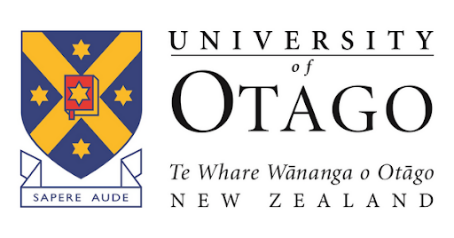 UNIVERSITY
of
OTAGO
Te Whare Wānanga o Otāgo
NEW ZEALAND
SAPERE AUDE